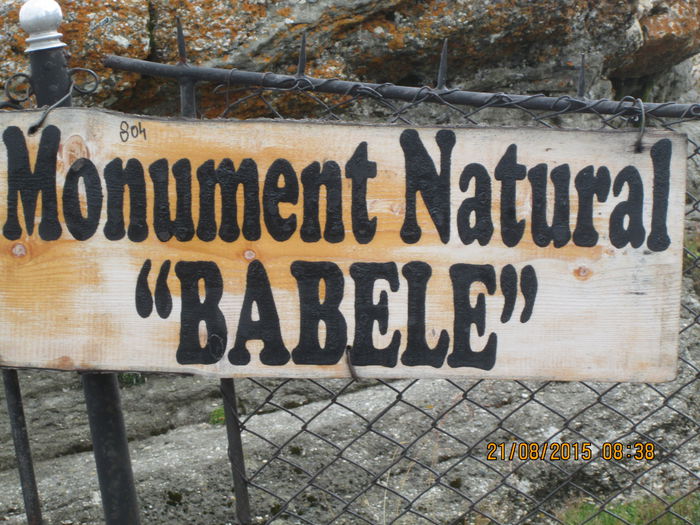 804
Monument Natural
“BABELE”
21/08/2015 08:38